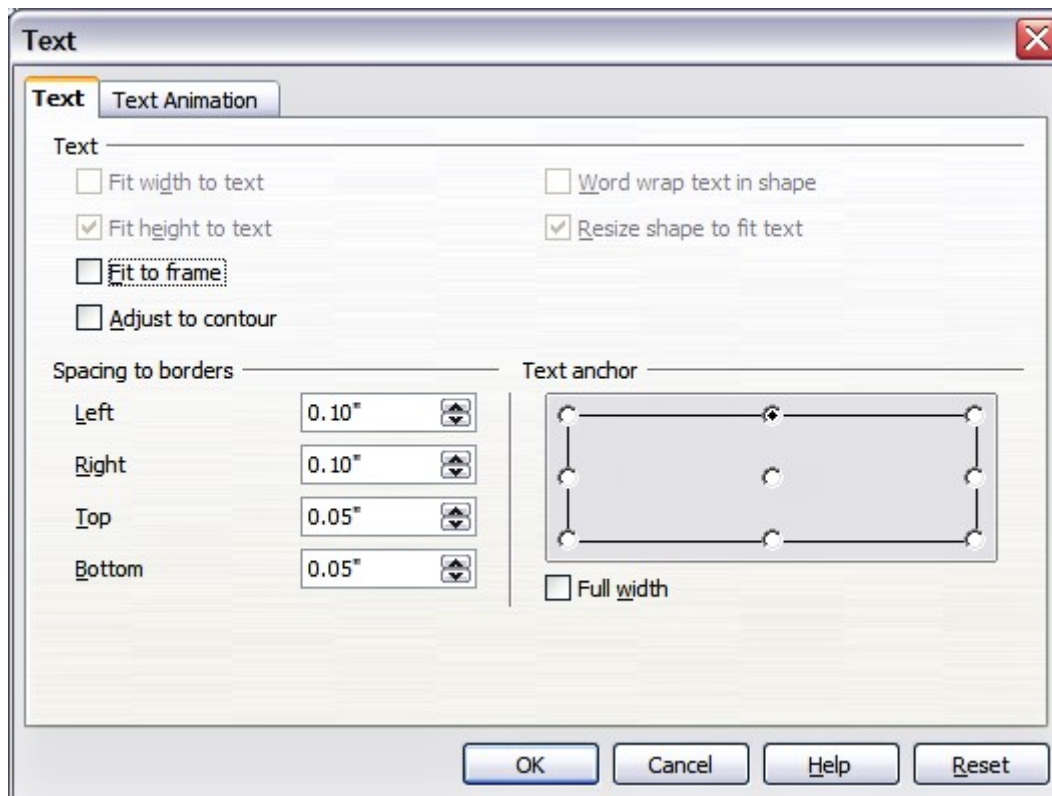 Text
Text Text Animation
Text
Fit width to text Word wrap text in shape
Fit height to text Resize shape to fit text
Fit to frame
Adjust to contour
Spacing to borders Text anchor
Left 0.10"
Right 0.10"
Top 0.05"
Bottom 0.05"
Full width
OK Cancel Help Reset